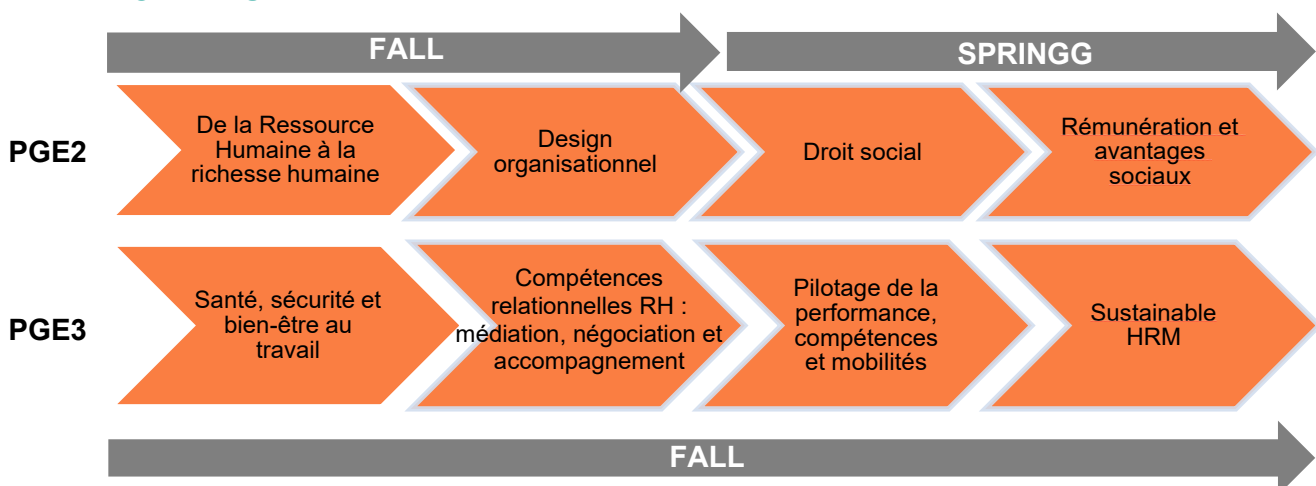 FALL
SPRINGG
PGE2
De la Ressource
Humaine à la
richesse humaine
Design
organisationnel
Droit social
Rémunération et
avantages
sociaux
PGE3
Santé, sécurité et
bien-être au
travail
Compétences
relationnelles RH :
médiation, négociation et
accompagnement
Pilotage de la
performance,
compétences
et mobilités
Sustainable
HRM
FALL